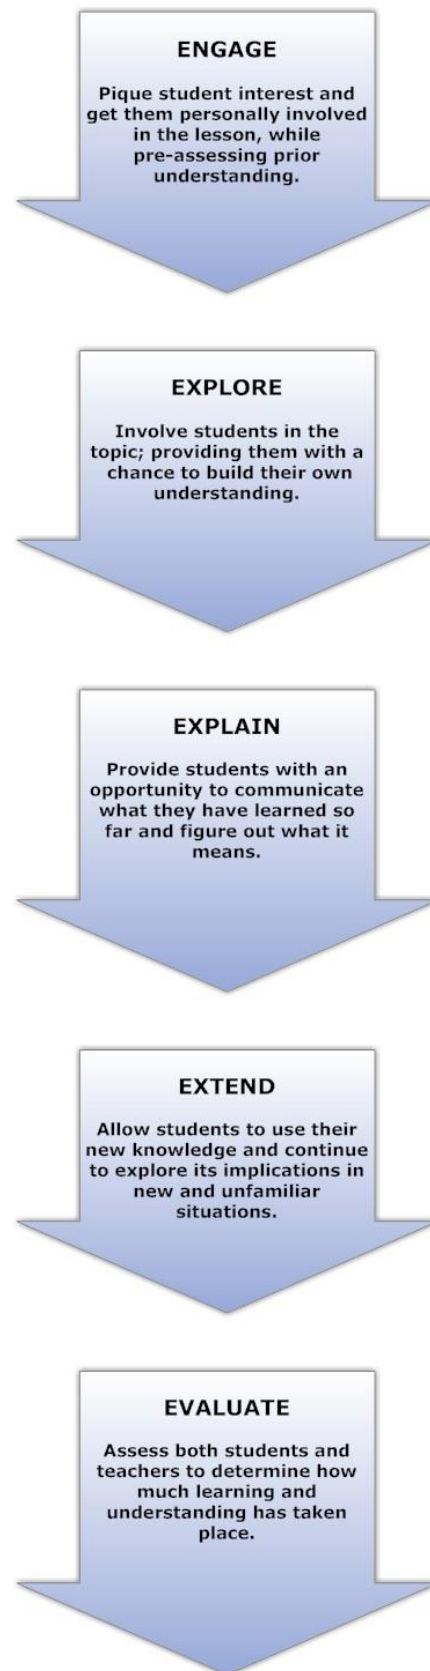 ENGAGE
Pique student interest and
get them personally involved
in the lesson, while
pre-assessing prior
understanding.
EXPLORE
Involve students in the
topic; providing them with a
chance to build their own
understanding.
EXPLAIN
Provide students with an
opportunity to communicate
what they have learned so
far and figure out what it
means.
EXTEND
Allow students to use their
new knowledge and continue
to explore its implications in
new and unfamiliar
situations.
EVALUATE
Assess both students and
teachers to determine how
much learning and
understanding has taken
place.